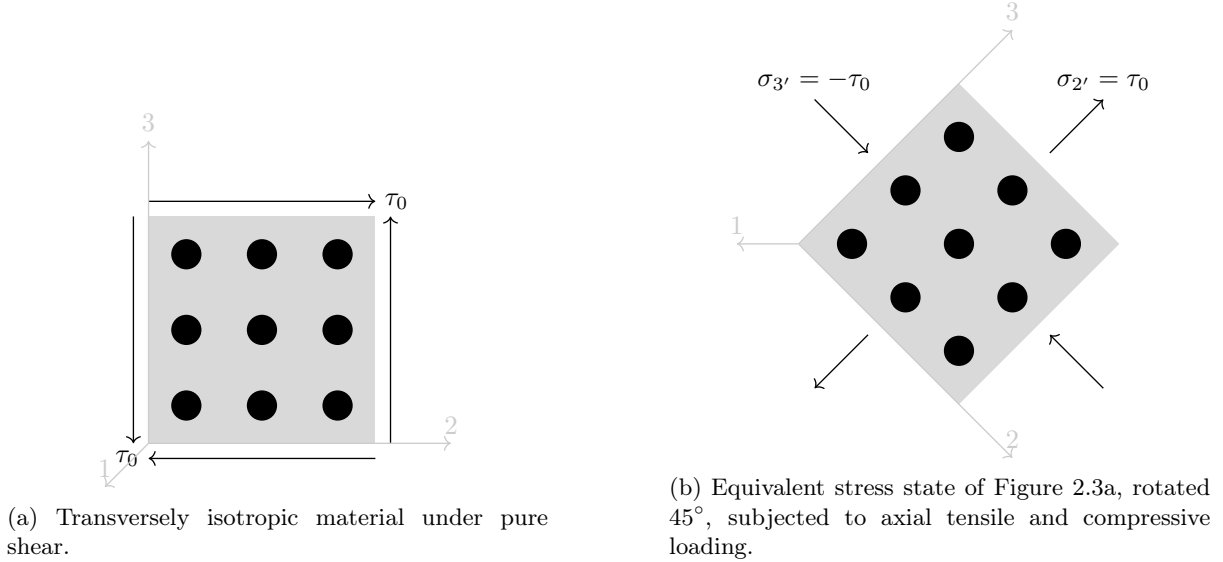 3
τ₀
2
τ₀
1
(a) Transversely isotropic material under pure
shear.
3
σ₃′ = −τ₀
σ₂′ = τ₀
1
2
(b) Equivalent stress state of Figure 2.3a, rotated
45°, subjected to axial tensile and compressive
loading.